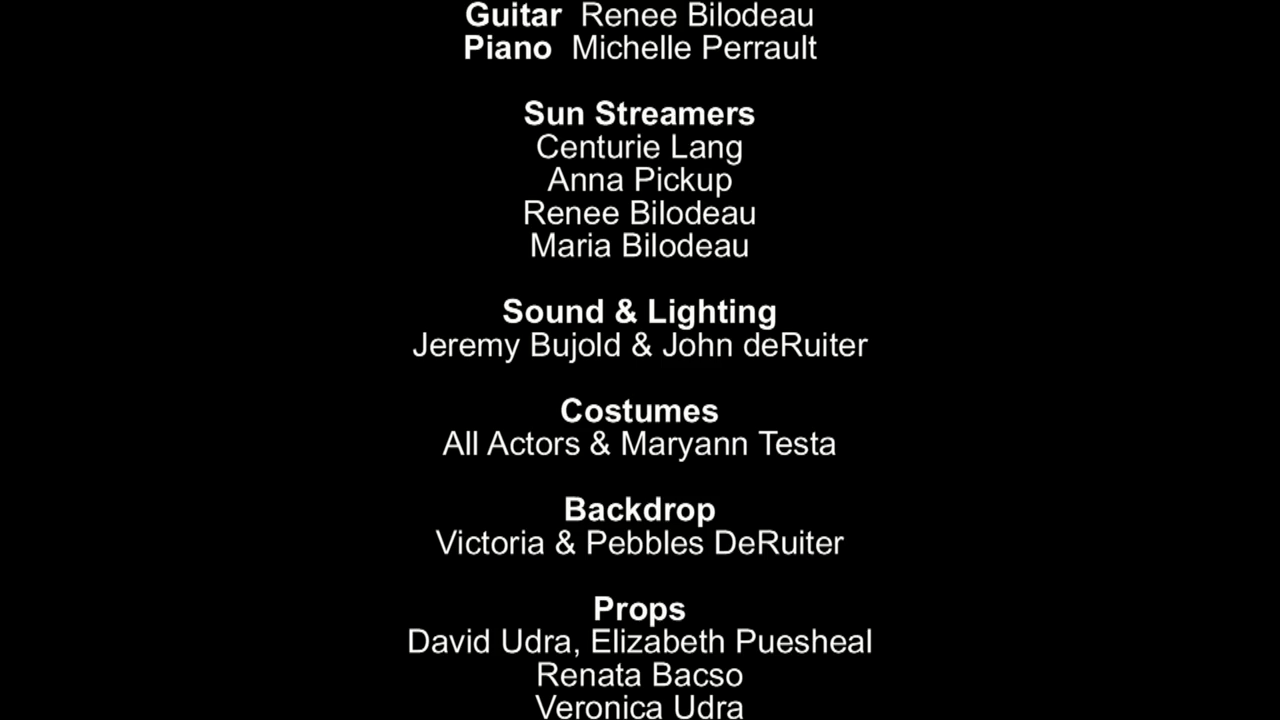 Guitar Renee Bilodeau
Piano Michelle Perrault
Sun Streamers
Centurie Lang
Anna Pickup
Renee Bilodeau
Maria Bilodeau
Sound & Lighting
Jeremy Bujold & John deRuiter
Costumes
All Actors & Maryann Testa
Backdrop
Victoria & Pebbles DeRuiter
Props
David Udra, Elizabeth Puesheal
Renata Bacso
Veronica Udra